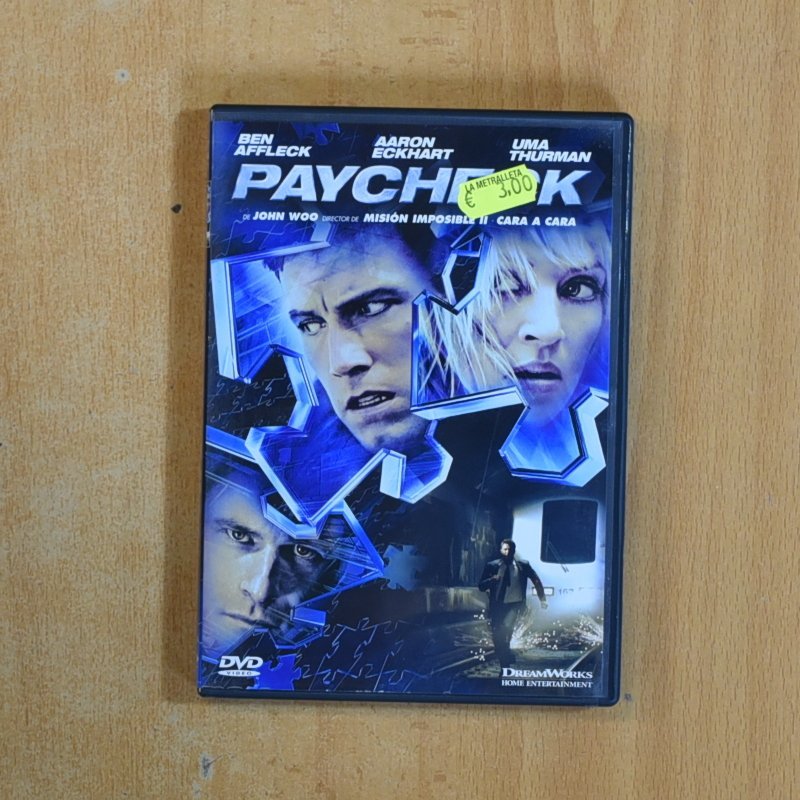 BEN AFFLECK
AARON ECKHART
UMA THURMAN
PAYCHECK
LA METRALLETA
€ 3,00
DE JOHN WOO DIRECTOR DE MISIÓN IMPOSIBLE II · CARA A CARA
DVD
VIDEO
DREAMWORKS
HOME ENTERTAINMENT